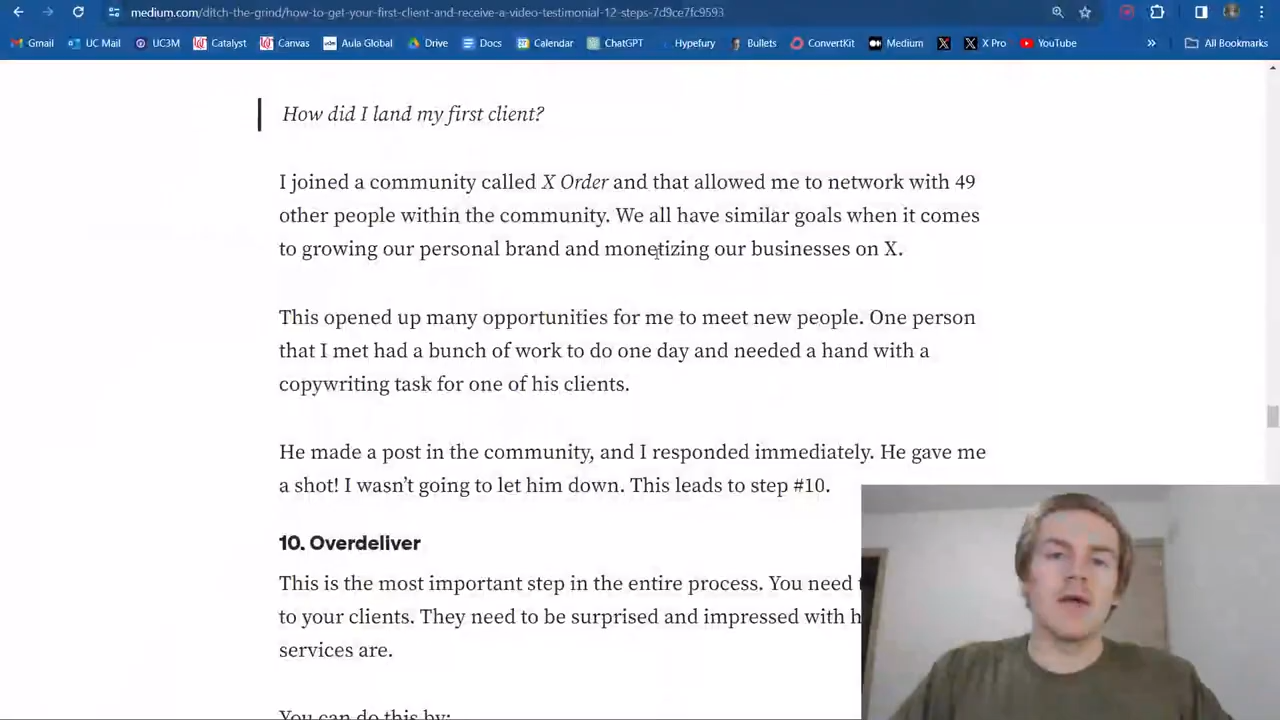 medium.com/ditch-the-grind/how-to-get-your-first-client-and-receive-a-video-testimonial-12-steps-7d9ce7fc9593
Gmail UC Mail UC3M Catalyst Canvas Aula Global Drive Docs Calendar ChatGPT Hypefury Bullets ConvertKit Medium X X Pro YouTube » All Bookmarks
How did I land my first client?
I joined a community called X Order and that allowed me to network with 49
other people within the community. We all have similar goals when it comes
to growing our personal brand and monetizing our businesses on X.
This opened up many opportunities for me to meet new people. One person
that I met had a bunch of work to do one day and needed a hand with a
copywriting task for one of his clients.
He made a post in the community, and I responded immediately. He gave me
a shot! I wasn’t going to let him down. This leads to step #10.
10. Overdeliver
This is the most important step in the entire process. You need
to your clients. They need to be surprised and impressed with
services are.
You can do this by: